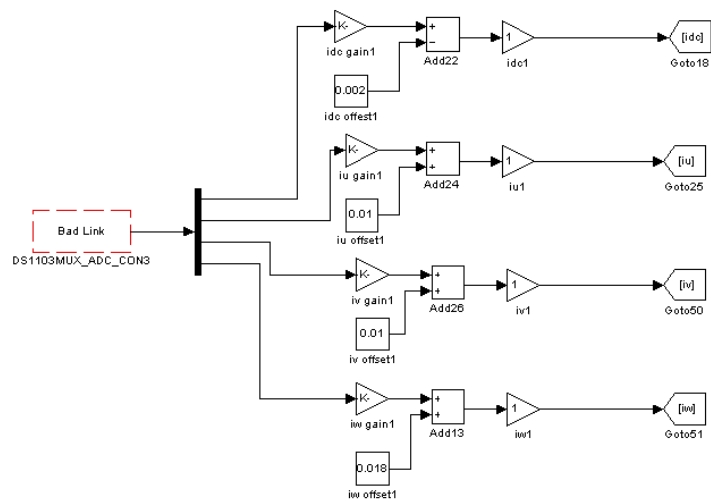 K-
idc gain1
+
−
Add22
1
idc1
[idc]
Goto18
0.002
idc offest1
K-
iu gain1
+
+
Add24
1
iu1
[iu]
Goto25
0.01
iu offset1
Bad Link
DS1103MUX_ADC_CON3
K-
iv gain1
+
+
Add26
1
iv1
[iv]
Goto50
0.01
iv offset1
K-
iw gain1
+
+
Add13
1
iw1
[iw]
Goto51
0.018
iw offset1